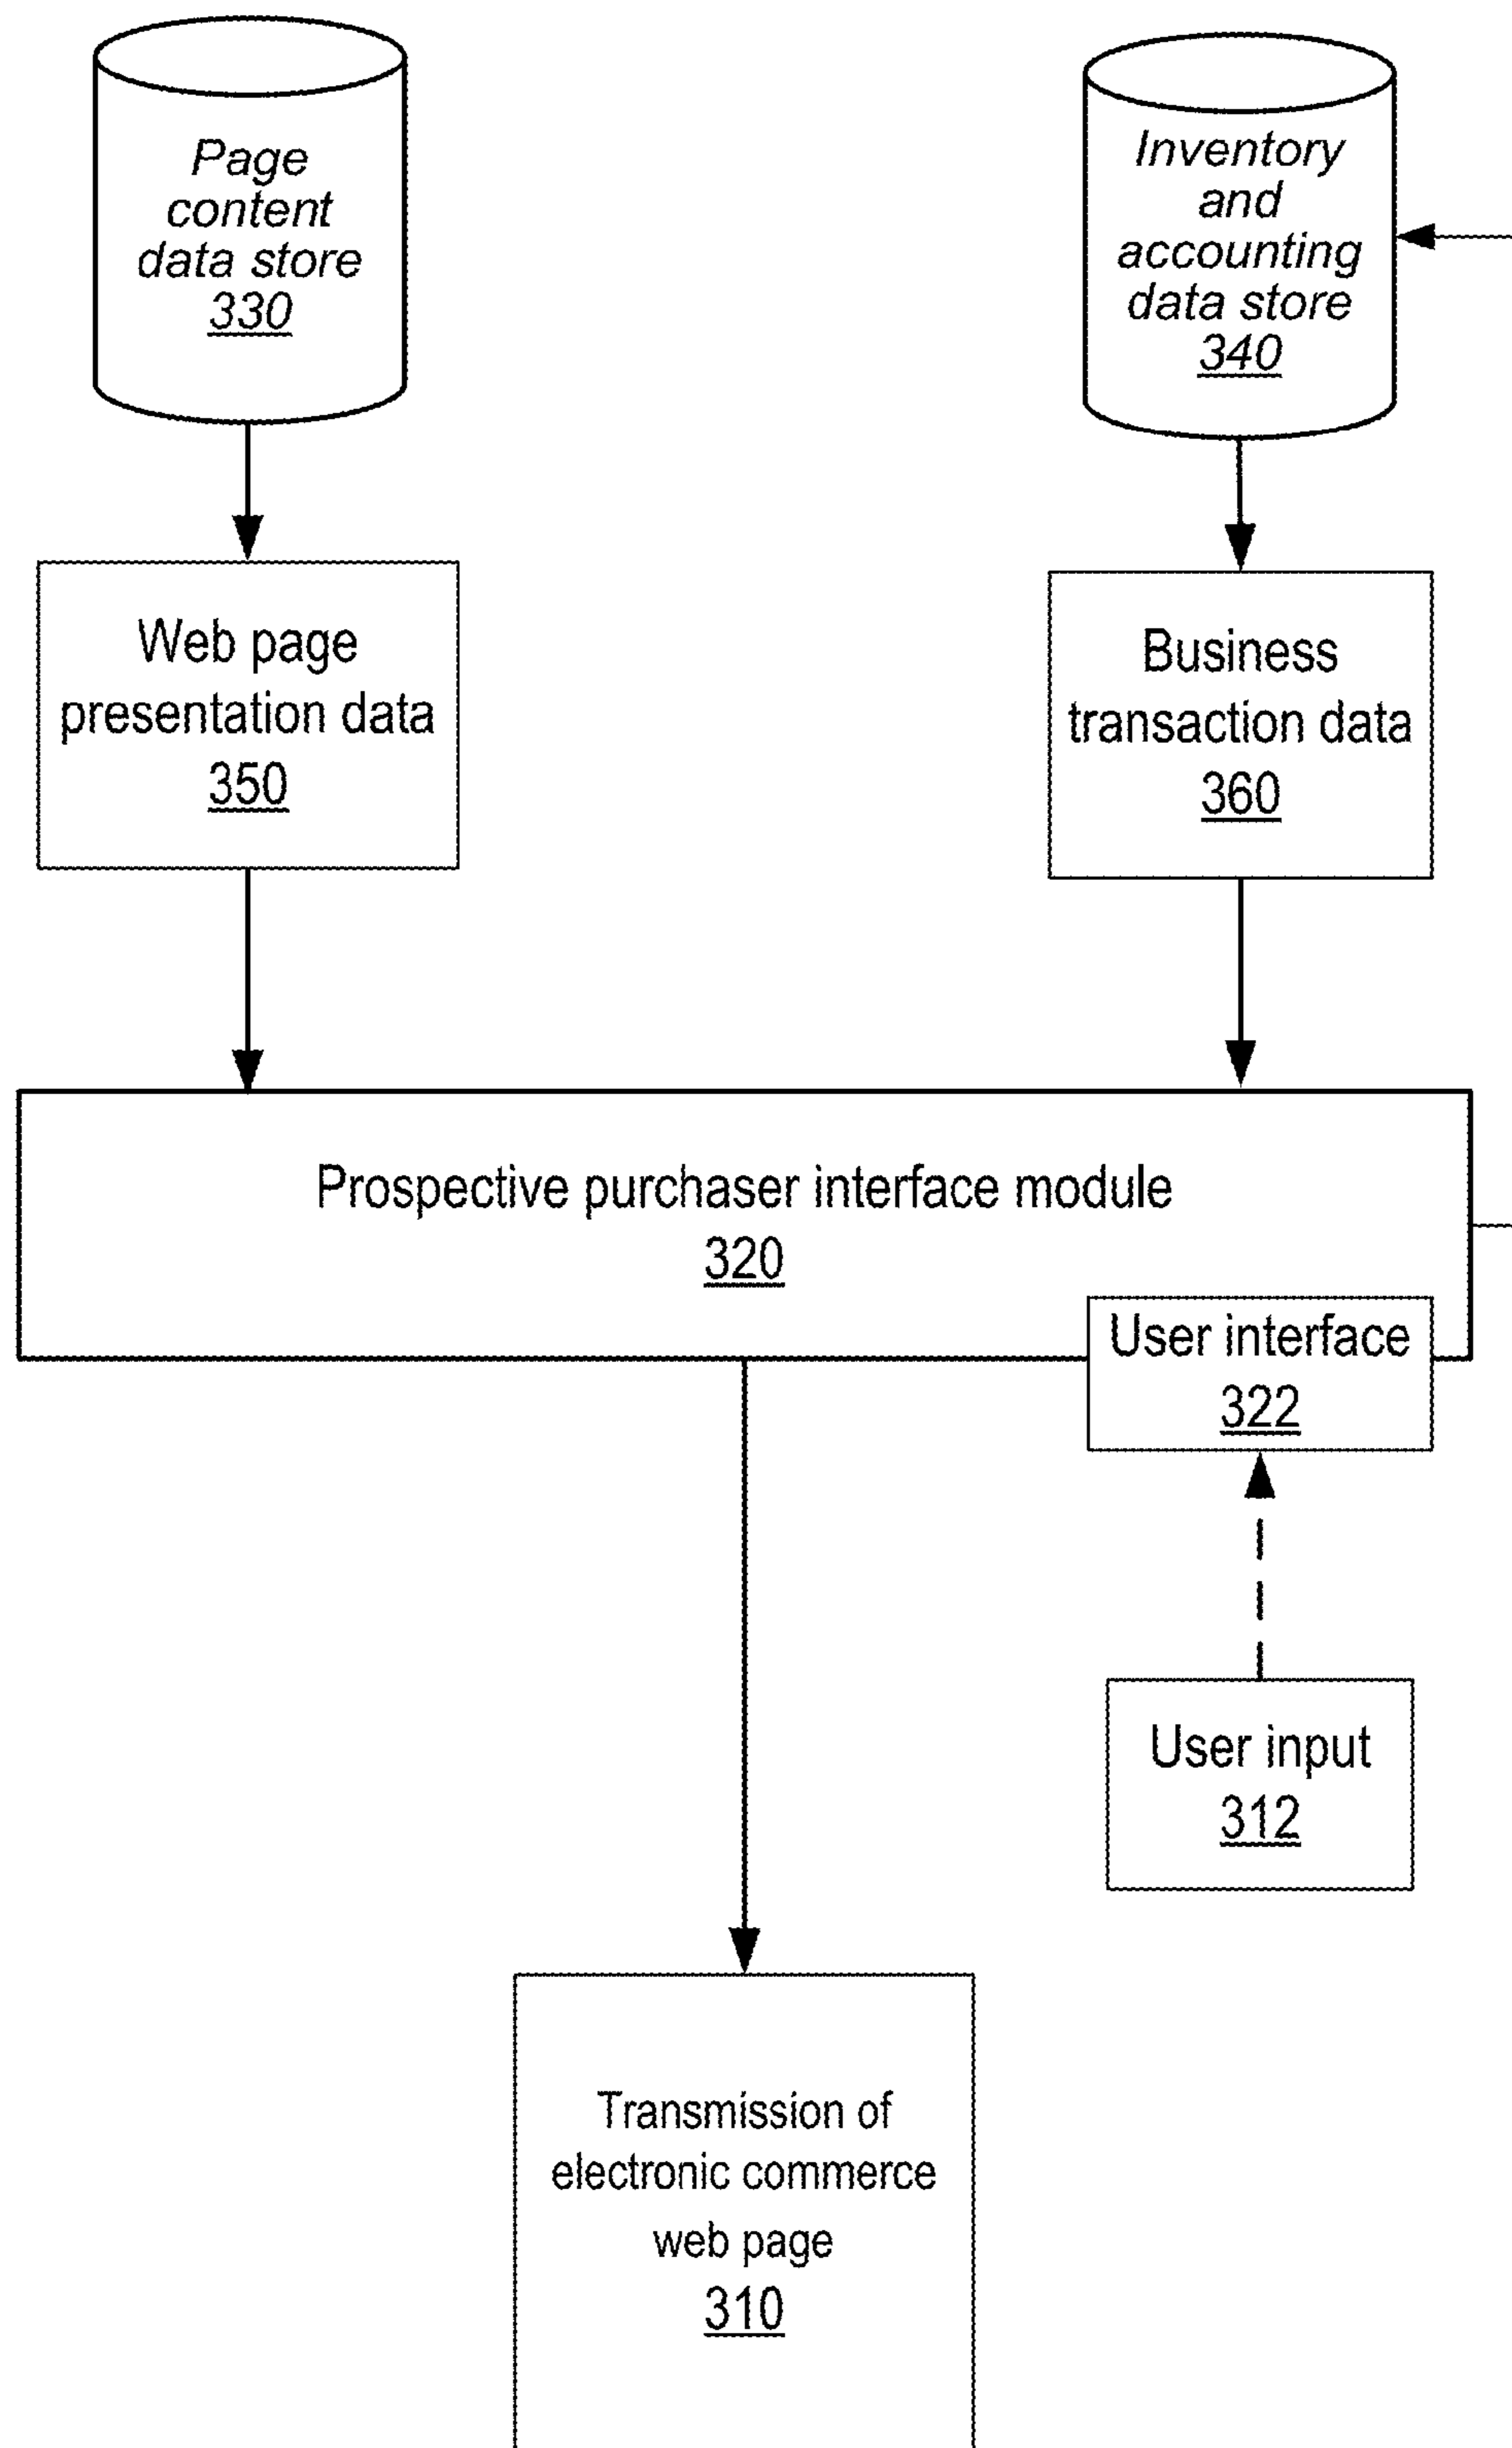 Page
content
data store
330
Inventory
and
accounting
data store
340
Web page
presentation data
350
Business
transaction data
360
Prospective purchaser interface module
320
User interface
322
User input
312
Transmission of
electronic commerce
web page
310